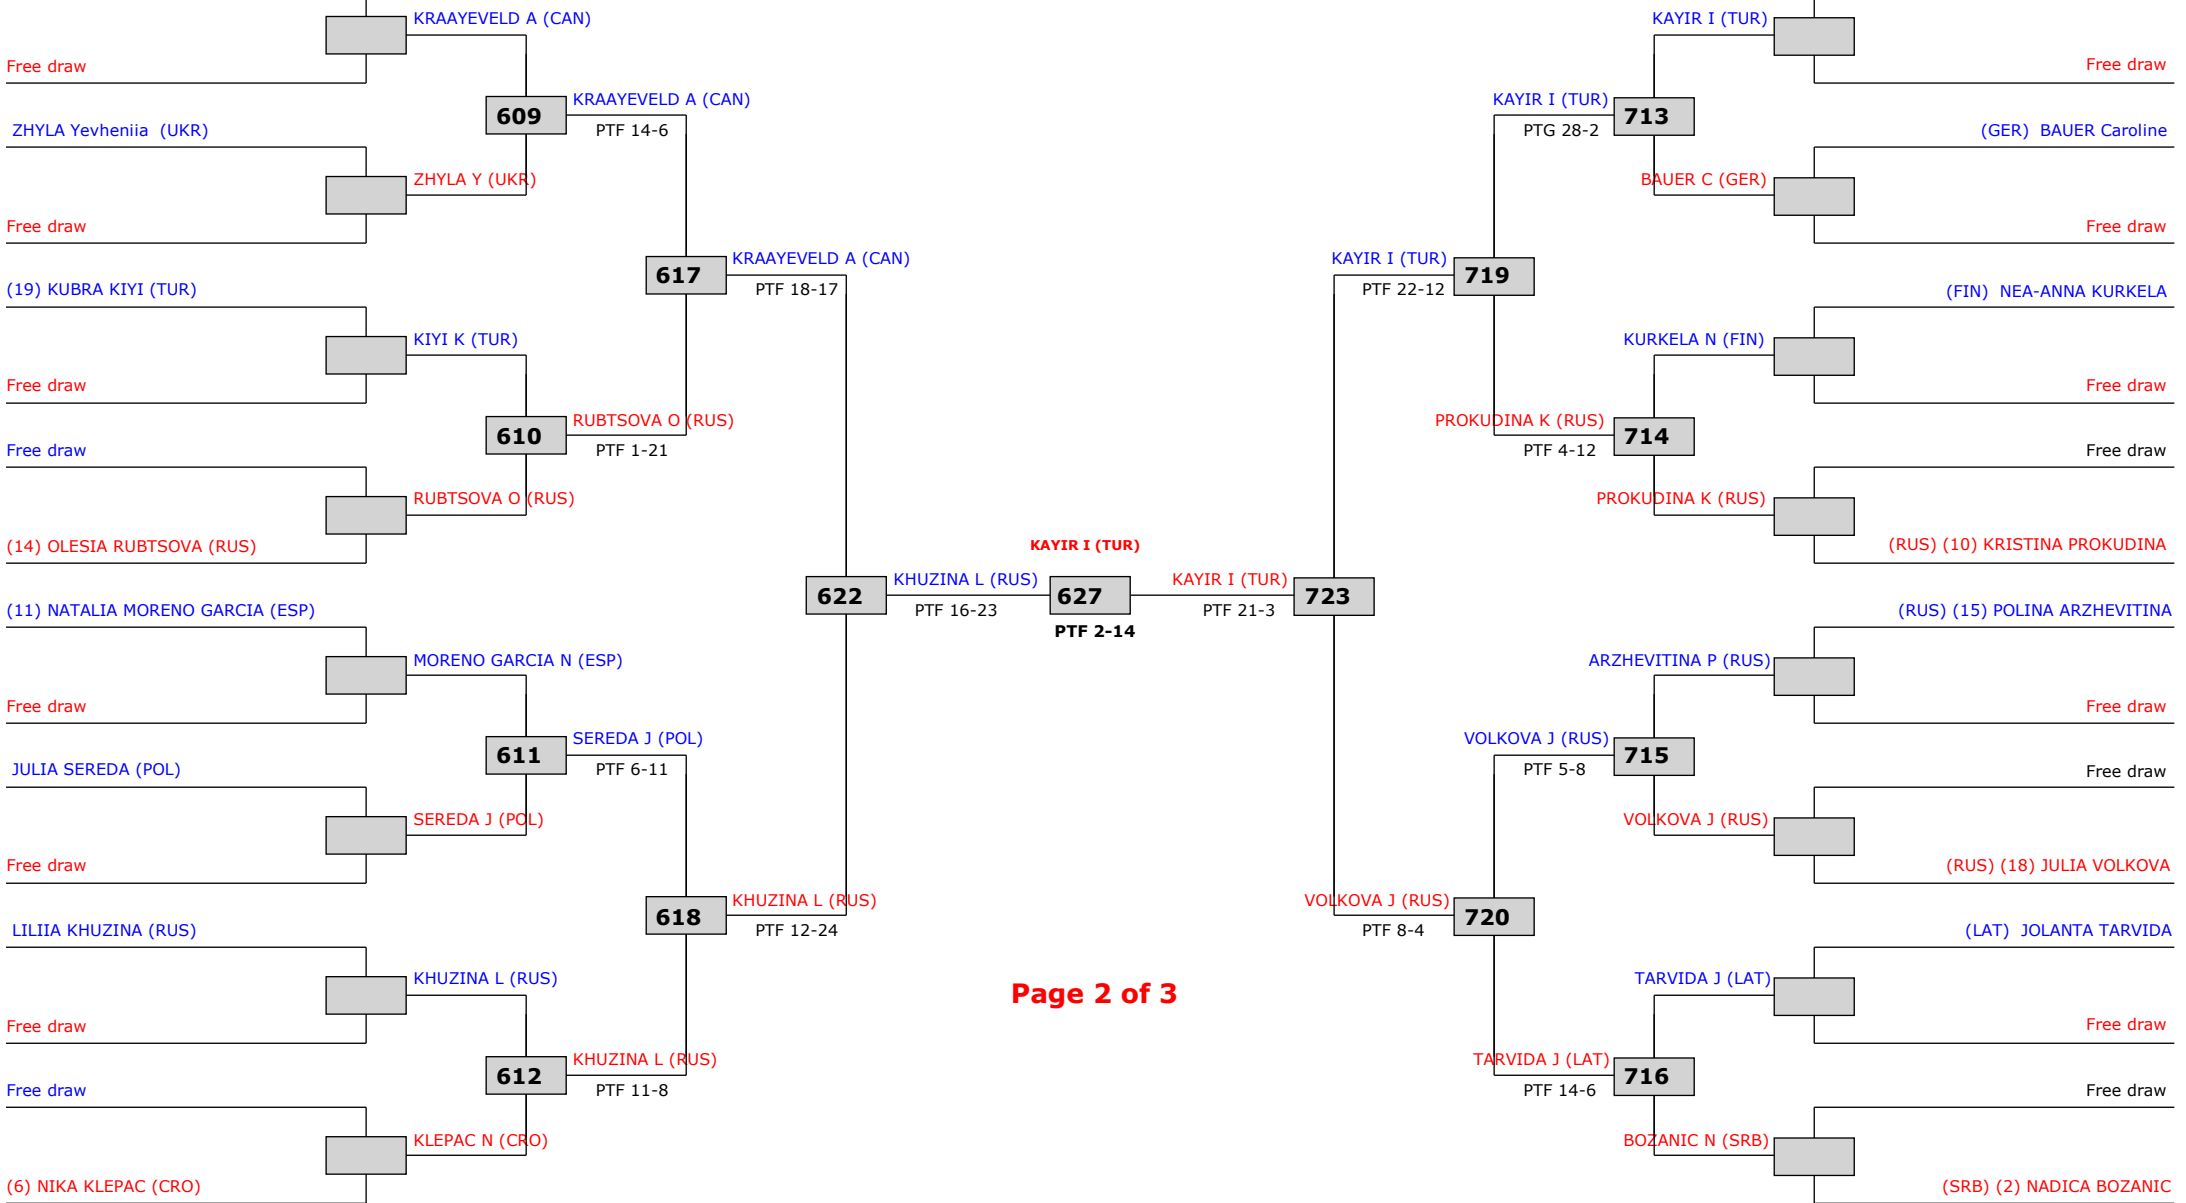 KRAAYEVELD A (CAN)
Free draw
609
KRAAYEVELD A (CAN)
PTF 14-6
ZHYLA Yevheniia (UKR)
ZHYLA Y (UKR)
Free draw
617
KRAAYEVELD A (CAN)
PTF 18-17
(19) KUBRA KIYI (TUR)
KIYI K (TUR)
Free draw
610
RUBTSOVA O (RUS)
PTF 1-21
Free draw
RUBTSOVA O (RUS)
(14) OLESIA RUBTSOVA (RUS)
622
KHUZINA L (RUS)
PTF 16-23
(11) NATALIA MORENO GARCIA (ESP)
MORENO GARCIA N (ESP)
Free draw
611
SEREDA J (POL)
PTF 6-11
JULIA SEREDA (POL)
SEREDA J (POL)
Free draw
618
KHUZINA L (RUS)
PTF 12-24
LILIIA KHUZINA (RUS)
KHUZINA L (RUS)
Free draw
612
KHUZINA L (RUS)
PTF 11-8
Free draw
KLEPAC N (CRO)
(6) NIKA KLEPAC (CRO)
KAYIR I (TUR)
627
PTF 2-14
Page 2 of 3
KAYIR I (TUR)
Free draw
KAYIR I (TUR)
713
PTG 28-2
(GER) BAUER Caroline
BAUER C (GER)
Free draw
KAYIR I (TUR)
719
PTF 22-12
(FIN) NEA-ANNA KURKELA
KURKELA N (FIN)
Free draw
PROKUDINA K (RUS)
714
PTF 4-12
Free draw
PROKUDINA K (RUS)
(RUS) (10) KRISTINA PROKUDINA
KAYIR I (TUR)
723
PTF 21-3
(RUS) (15) POLINA ARZHEVITINA
ARZHEVITINA P (RUS)
Free draw
VOLKOVA J (RUS)
715
PTF 5-8
Free draw
VOLKOVA J (RUS)
(RUS) (18) JULIA VOLKOVA
VOLKOVA J (RUS)
720
PTF 8-4
(LAT) JOLANTA TARVIDA
TARVIDA J (LAT)
Free draw
TARVIDA J (LAT)
716
PTF 14-6
Free draw
BOZANIC N (SRB)
(SRB) (2) NADICA BOZANIC